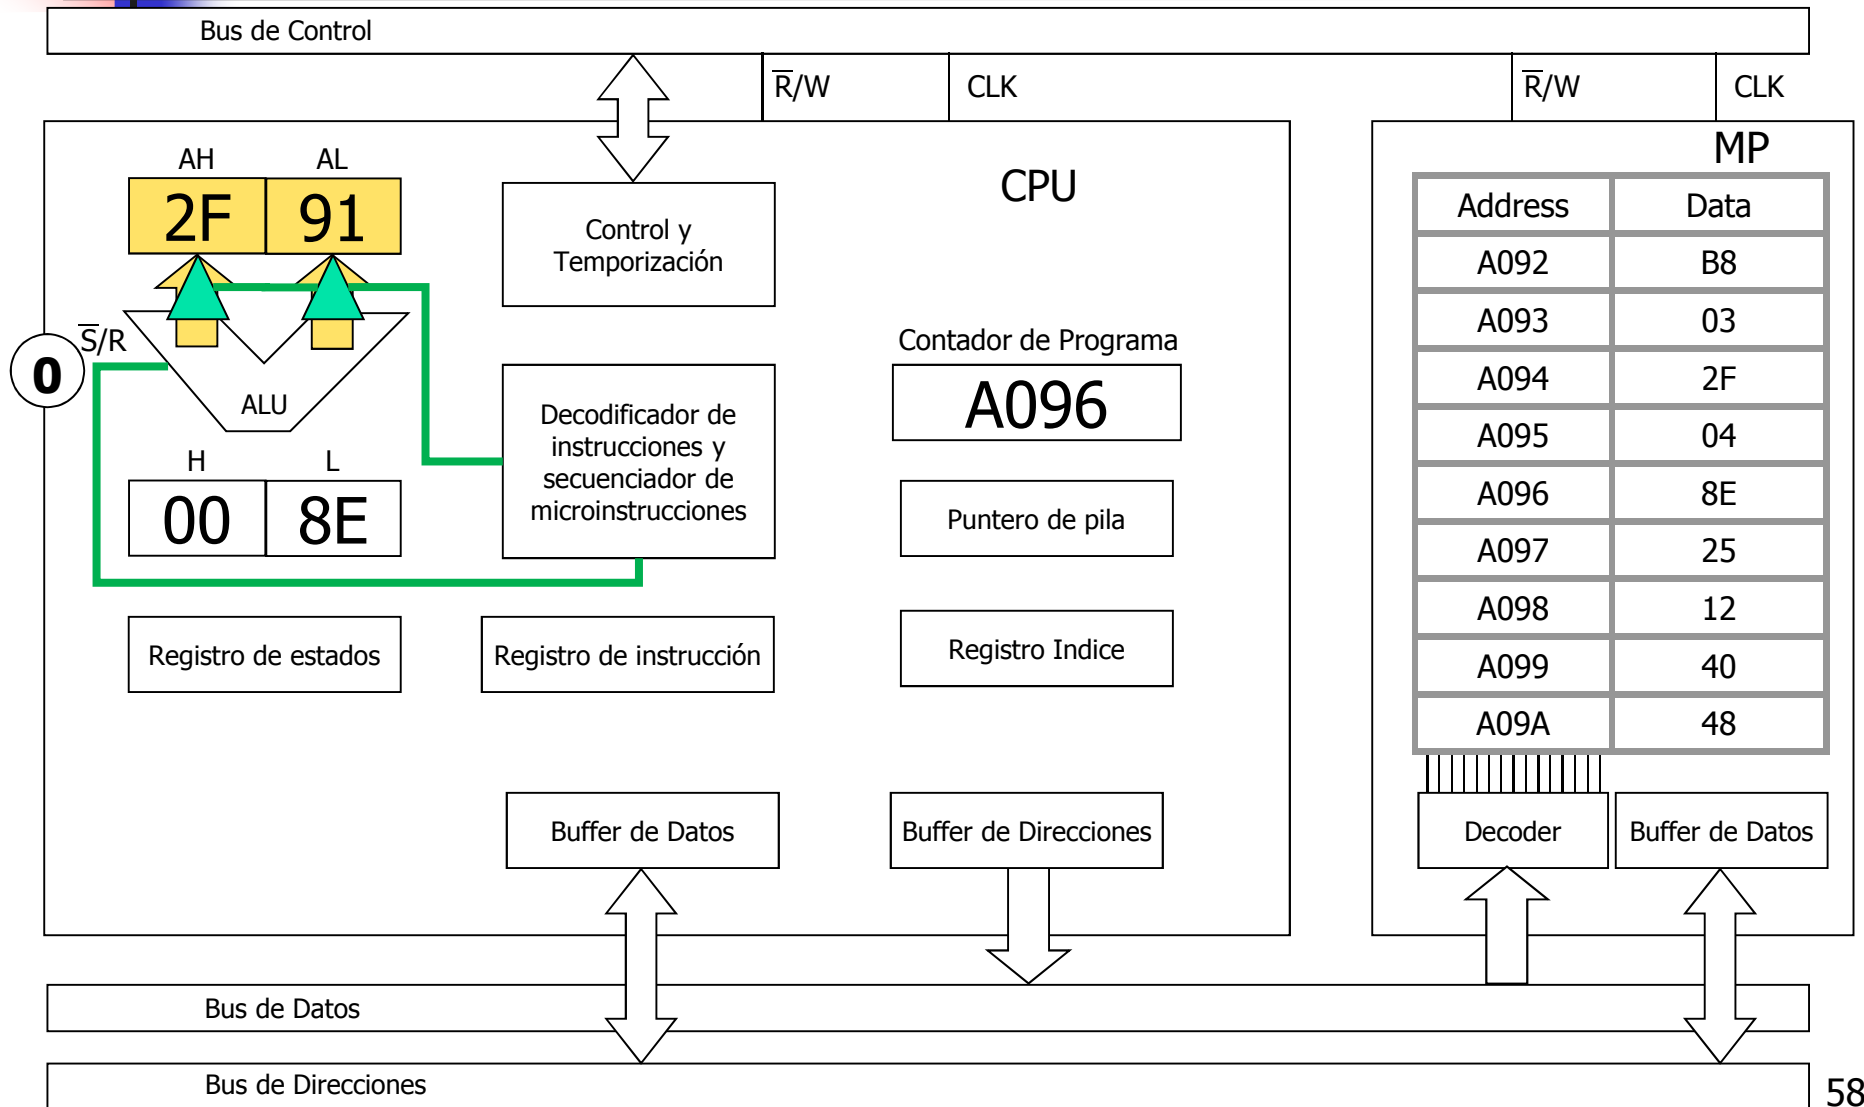 Bus de Control
R̅/W
CLK
R̅/W
CLK
AH
AL
2F
91
CPU
MP
Control y
Temporización
S̅/R
0
ALU
H
L
00
8E
Decodificador de
instrucciones y
secuenciador de
microinstrucciones
Contador de Programa
A096
Puntero de pila
Registro de estados
Registro de instrucción
Registro Indice
Address Data
A092 B8
A093 03
A094 2F
A095 04
A096 8E
A097 25
A098 12
A099 40
A09A 48
Buffer de Datos
Buffer de Direcciones
Decoder
Buffer de Datos
Bus de Datos
Bus de Direcciones
58